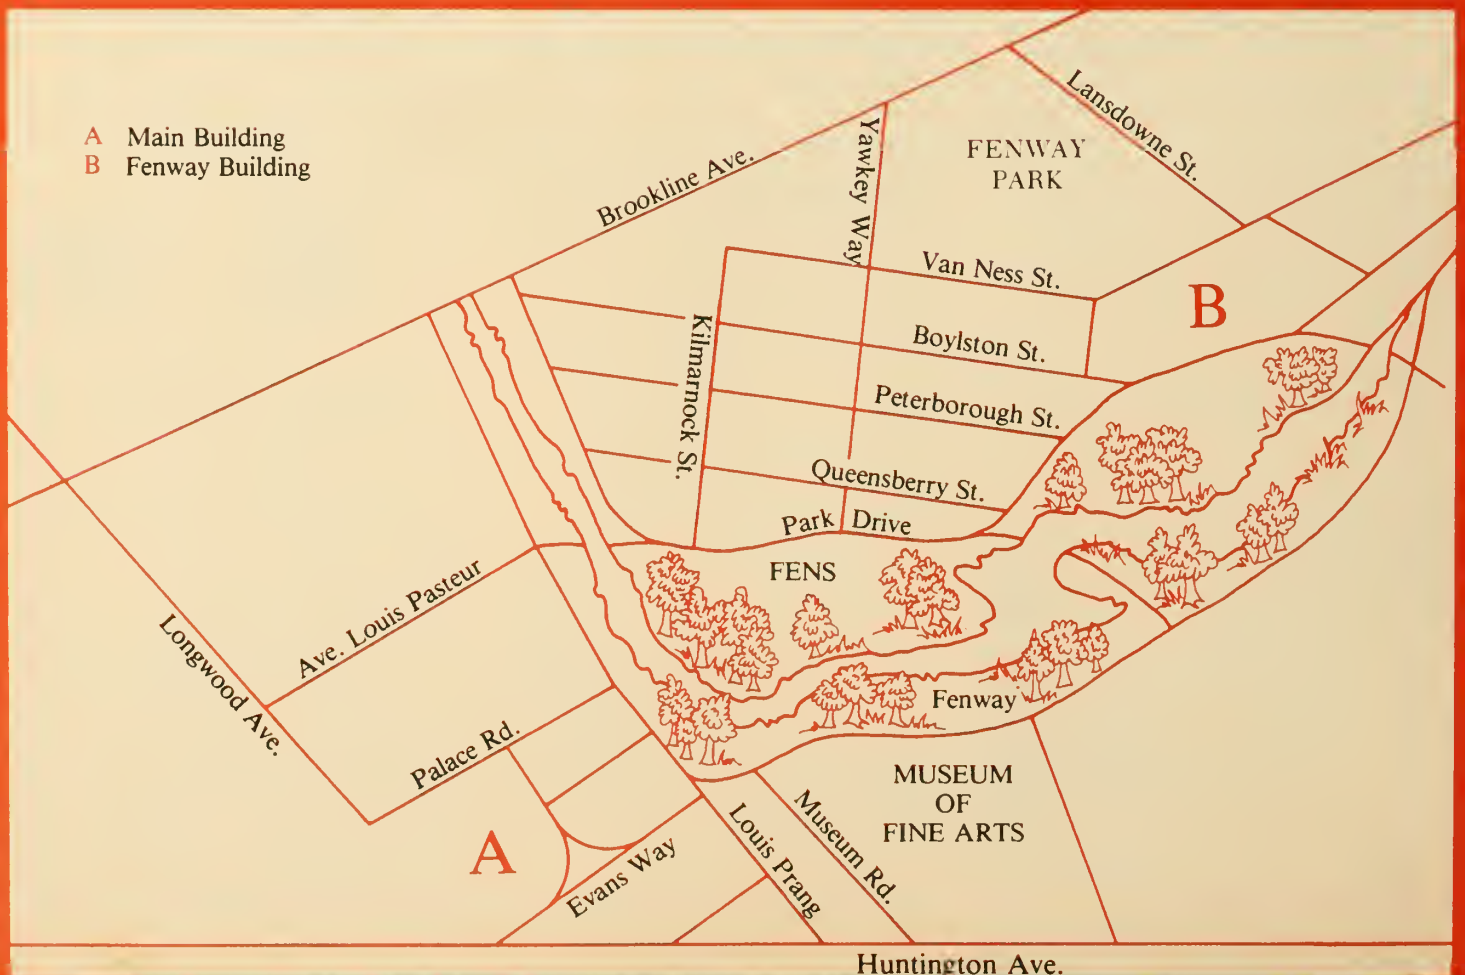 A Main Building
B Fenway Building
Brookline Ave.
Yawkey Way
FENWAY
PARK
Lansdowne St.
Van Ness St.
B
Kilmarnock St.
Boylston St.
Peterborough St.
Queensberry St.
Park Drive
FENS
Ave. Louis Pasteur
Longwood Ave.
Palace Rd.
Fenway
A
Evans Way
Louis Prang
Museum Rd.
MUSEUM
OF
FINE ARTS
Huntington Ave.